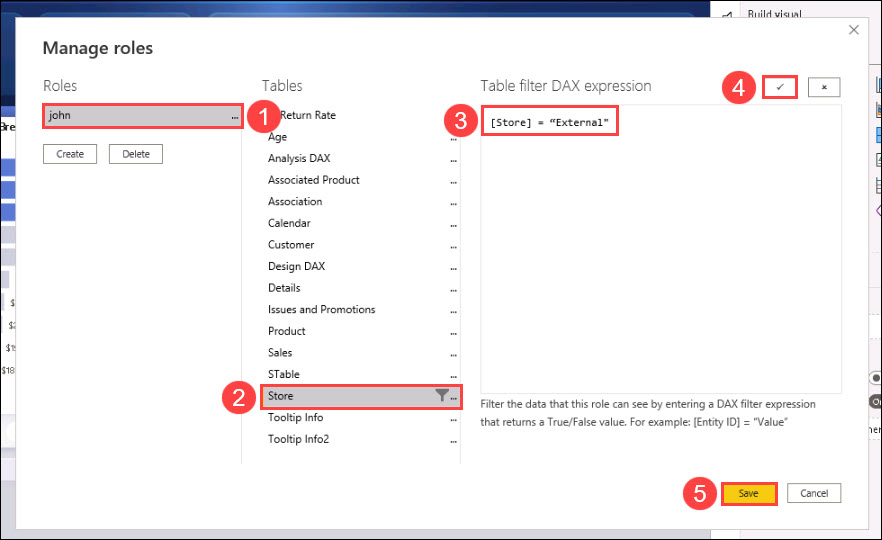 Build visual
Manage roles
Roles
Tables
Table filter DAX expression
4
✓
×
john
...
1
Return Rate
3
[Store] = “External"
Bre
Age
...
Create
Delete
Analysis DAX
...
Associated Product
...
Association
...
Calendar
...
Customer
...
Design DAX
...
Details
...
Issues and Promotions
...
Product
...
Sales
...
STable
...
2
Store
...
Tooltip Info
...
Tooltip Info2
...
Filter the data that this role can see by entering a DAX filter expression
that returns a True/False value. For example: [Entity ID] = “Value”
5
Save
Cancel